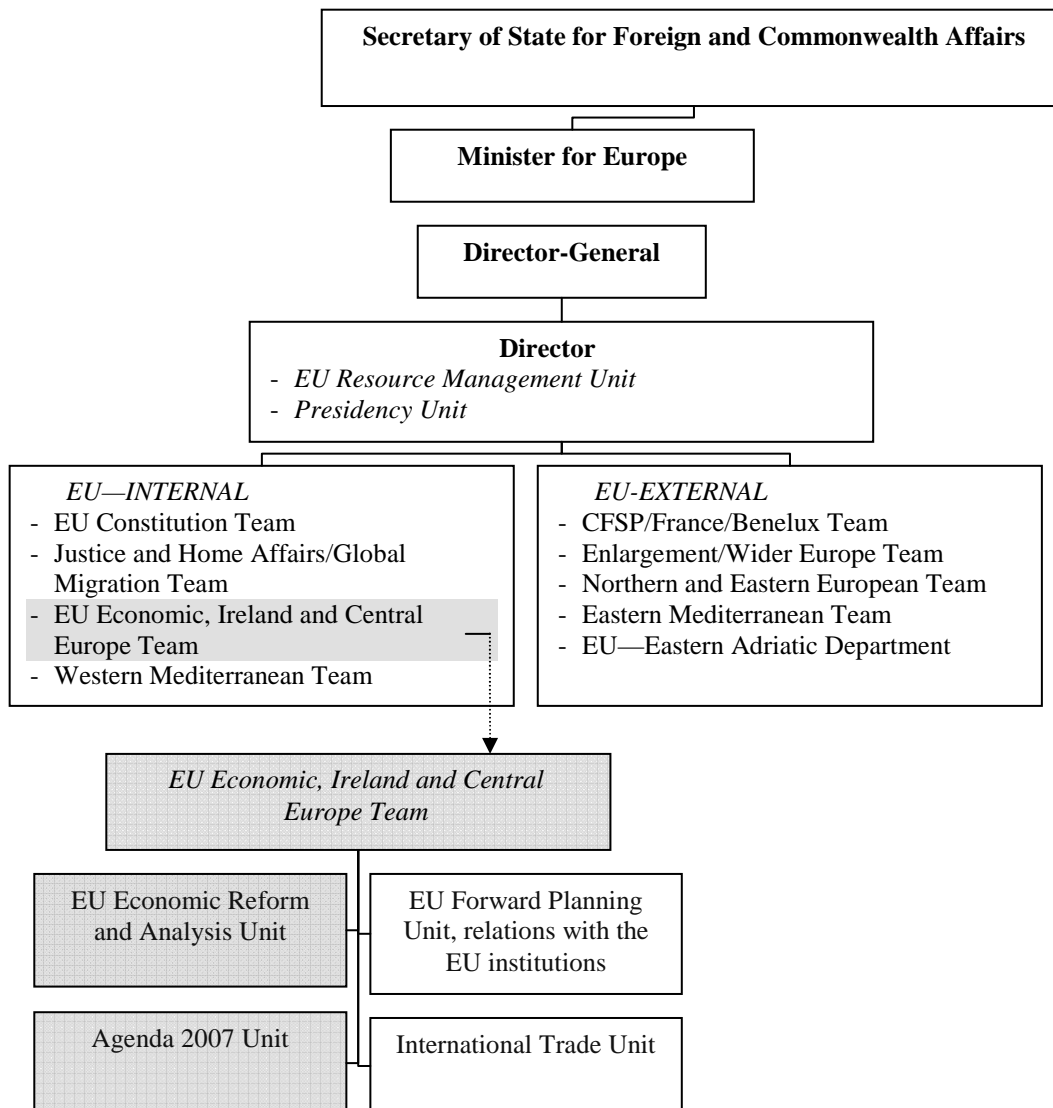 Secretary of State for Foreign and Commonwealth Affairs
Minister for Europe
Director-General
Director
- EU Resource Management Unit
- Presidency Unit
EU—INTERNAL
- EU Constitution Team
- Justice and Home Affairs/Global
Migration Team
- EU Economic, Ireland and Central
Europe Team
- Western Mediterranean Team
EU-EXTERNAL
- CFSP/France/Benelux Team
- Enlargement/Wider Europe Team
- Northern and Eastern European Team
- Eastern Mediterranean Team
- EU—Eastern Adriatic Department
EU Economic, Ireland and Central
Europe Team
EU Economic Reform
and Analysis Unit
EU Forward Planning
Unit, relations with the
EU institutions
Agenda 2007 Unit
International Trade Unit